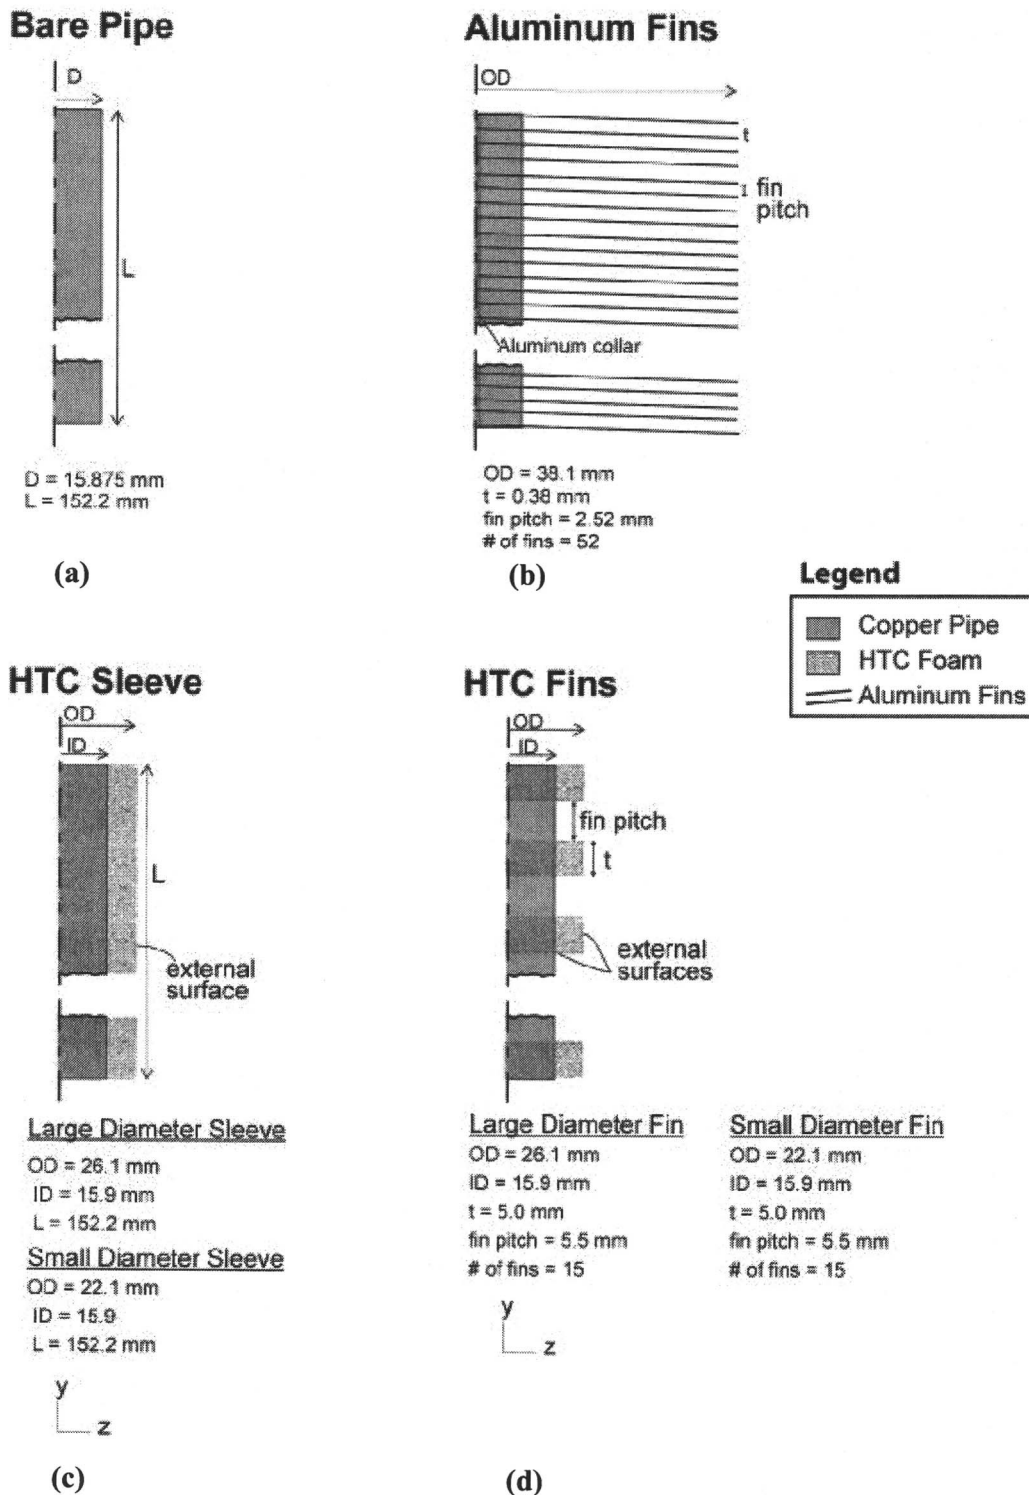 Bare Pipe
D
L
D = 15.875 mm
L = 152.2 mm
(a)
Aluminum Fins
OD
t
fin
pitch
Aluminum collar
OD = 38.1 mm
t = 0.38 mm
fin pitch = 2.52 mm
# of fins = 52
(b)
Legend
Copper Pipe
HTC Foam
Aluminum Fins
HTC Sleeve
OD
ID
L
external
surface
Large Diameter Sleeve
OD = 26.1 mm
ID = 15.9 mm
L = 152.2 mm
Small Diameter Sleeve
OD = 22.1 mm
ID = 15.9
L = 152.2 mm
y
z
(c)
HTC Fins
OD
ID
fin pitch
t
external
surfaces
Large Diameter Fin
OD = 26.1 mm
ID = 15.9 mm
t = 5.0 mm
fin pitch = 5.5 mm
# of fins = 15
Small Diameter Fin
OD = 22.1 mm
ID = 15.9 mm
t = 5.0 mm
fin pitch = 5.5 mm
# of fins = 15
y
z
(d)